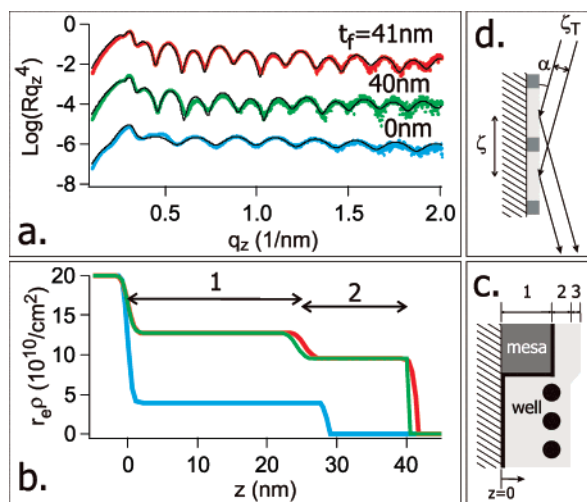 t_f=41nm
40nm
0nm
Log(Rq_z^4)
0
-2
-4
-6
-8
0.5
1.0
1.5
2.0
q_z (1/nm)
a.
d.
ζ_T
α
ζ
1
2
r_eρ (10^10/cm^2)
20
15
10
5
0
0
10
20
30
40
z (nm)
b.
c.
1
2
3
mesa
well
z=0